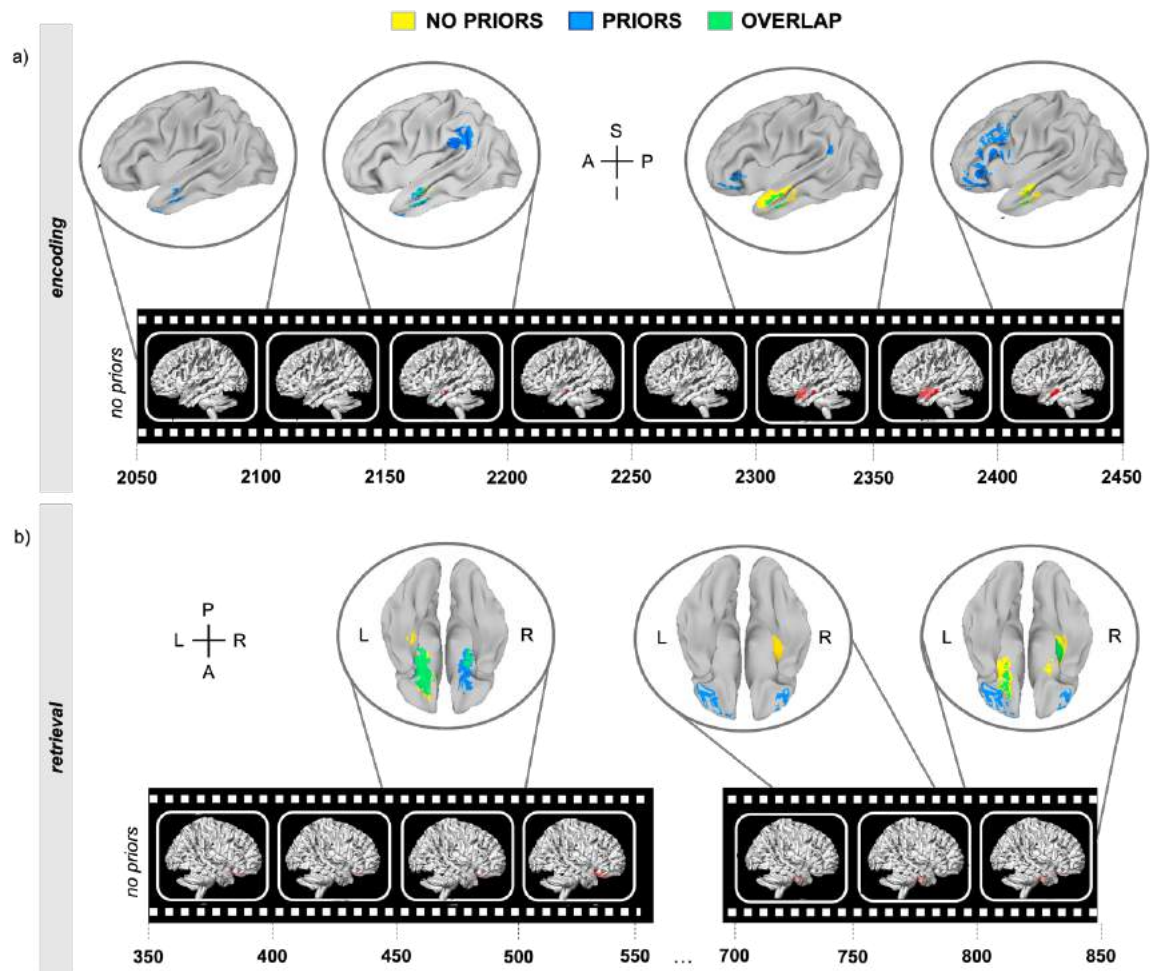 NO PRIORS PRIORS OVERLAP
a)
S
A P
I
encoding
no priors
2050 2100 2150 2200 2250 2300 2350 2400 2450
b)
P
L R
A
L R
L R
L R
retrieval
no priors
350 400 450 500 550 ... 700 750 800 850